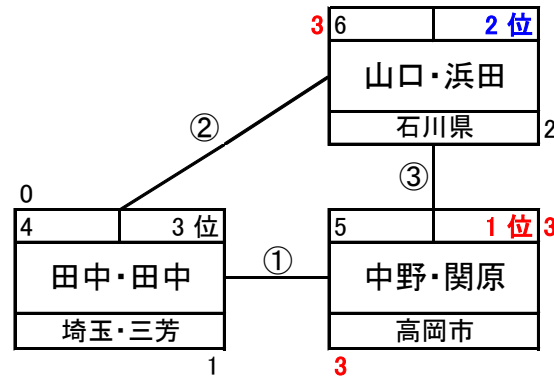 3 6 2 位
山口・浜田
石川県 2
②
③
0
4 3 位
田中・田中
埼玉・三芳
1
①
5 1 位 3
中野・関原
高岡市
3